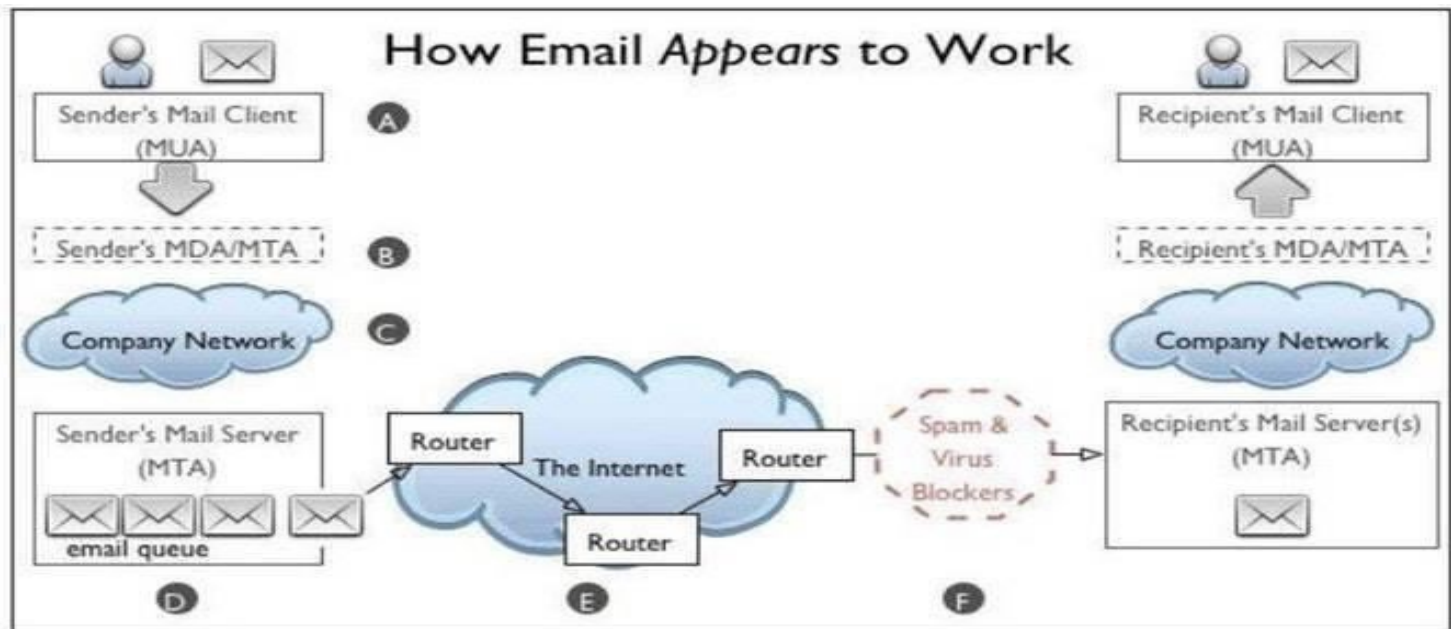 How Email Appears to Work
Sender's Mail Client
(MUA)
A
Recipient's Mail Client
(MUA)
Sender's MDA/MTA
B
Recipient's MDA/MTA
Company Network
C
Company Network
Sender's Mail Server
(MTA)
email queue
Router
The Internet
Router
Router
Spam &
Virus
Blockers
Recipient's Mail Server(s)
(MTA)
D
E
F